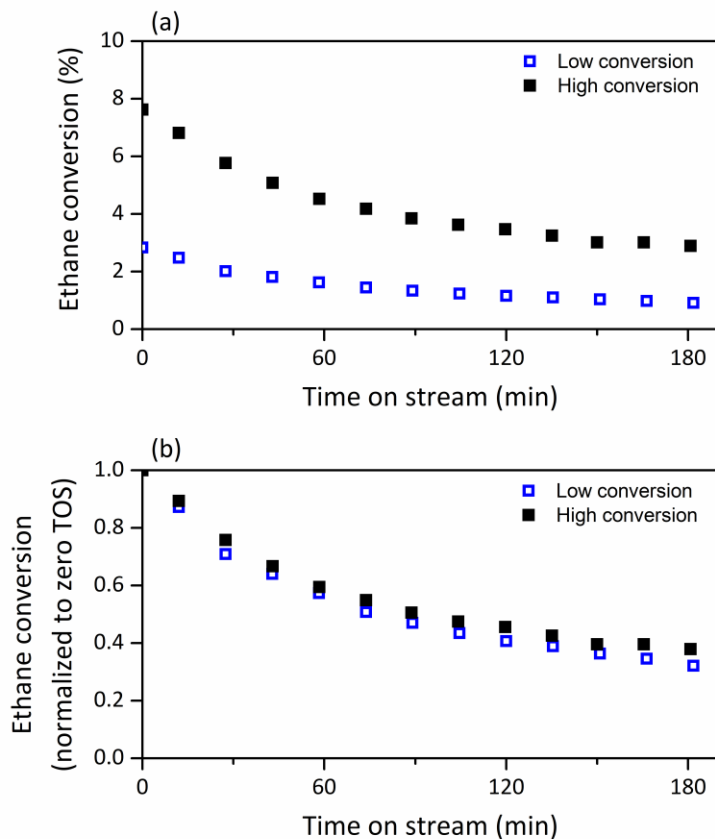 (a)
10
8
6
4
2
0
Ethane conversion (%)
Low conversion
High conversion
0 60 120 180
Time on stream (min)
(b)
1.0
0.8
0.6
0.4
0.2
0.0
Ethane conversion
(normalized to zero TOS)
Low conversion
High conversion
0 60 120 180
Time on stream (min)